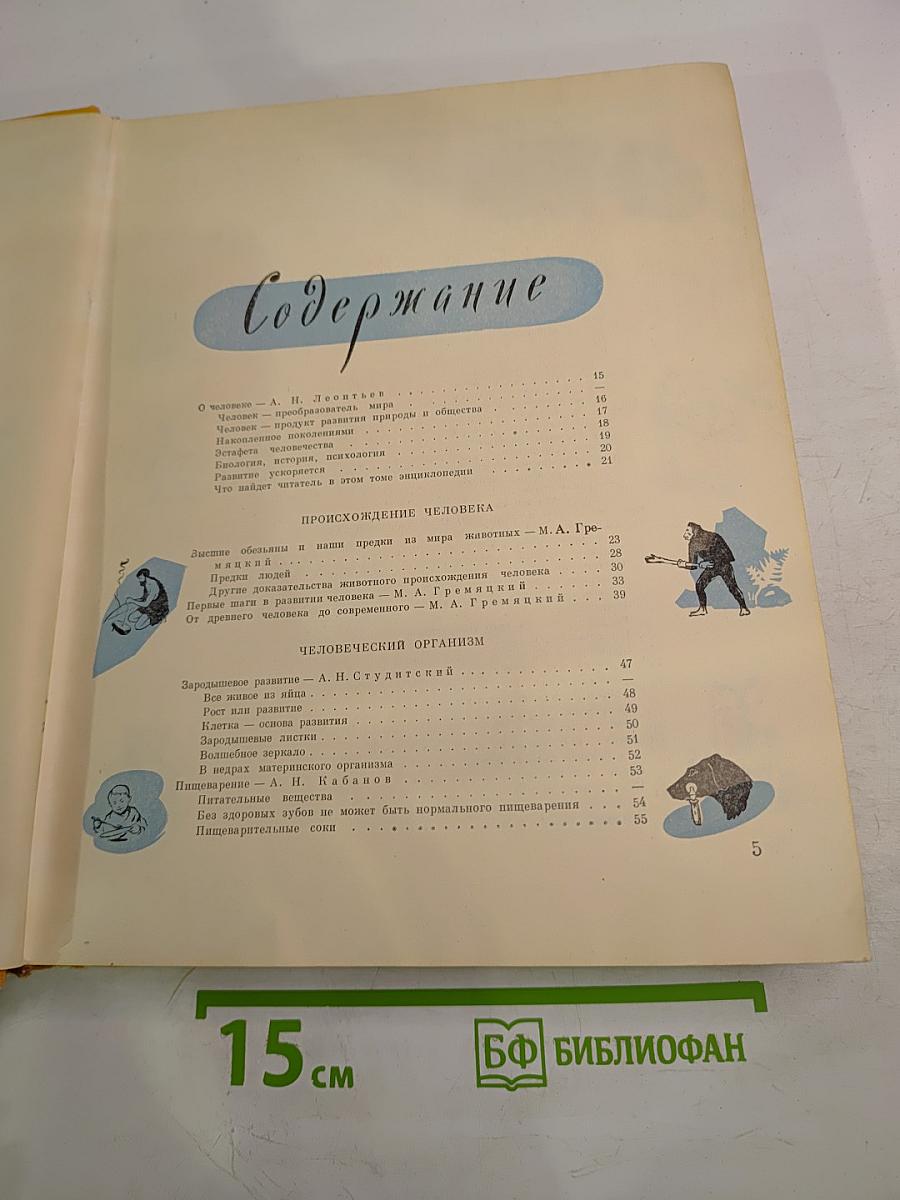 Содержание
О человеке — А. Н. Леонтьев . . . . . . . . . . . . . . . . 15
Человек — преобразователь мира . . . . . . . . . . . . . . —
Человек — продукт развития природы и общества . . . . . . . 16
Накопленное поколениями . . . . . . . . . . . . . . . . 17
Эстафета человечества . . . . . . . . . . . . . . . . 18
Биология, история, психология . . . . . . . . . . . . . . 19
Развитие ускоряется . . . . . . . . . . . . . . . . 20
Что найдет читатель в этом томе энциклопедии . . . . . . . 21
ПРОИСХОЖДЕНИЕ ЧЕЛОВЕКА
Высшие обезьяны и наши предки из мира животных — М. А. Гре-
мяцкий . . . . . . . . . . . . . . . . . . . . 23
Предки людей . . . . . . . . . . . . . . . . . . 28
Другие доказательства животного происхождения человека . . . . 30
Первые шаги в развитии человека — М. А. Гремяцкий . . . . . 33
От древнего человека до современного — М. А. Гремяцкий . . . 39
ЧЕЛОВЕЧЕСКИЙ ОРГАНИЗМ
Зародышевое развитие — А. Н. Студитский . . . . . . . . . . . 47
Все живое из яйца . . . . . . . . . . . . . . . . . . —
Рост или развитие . . . . . . . . . . . . . . . . . . 48
Клетка — основа развития . . . . . . . . . . . . . . . . 49
Зародышевые листки . . . . . . . . . . . . . . . . . . 50
Волшебное зеркало . . . . . . . . . . . . . . . . . . 51
В недрах материнского организма . . . . . . . . . . . . . 52
Пищеварение — А. Н. Кабанов . . . . . . . . . . . . . . . 53
Питательные вещества . . . . . . . . . . . . . . . . . —
Без здоровых зубов не может быть нормального пищеварения . . . 54
Пищеварительные соки . . . . . . . . . . . . . . . . . 55
5
15 см
БФ БИБЛИОФАН